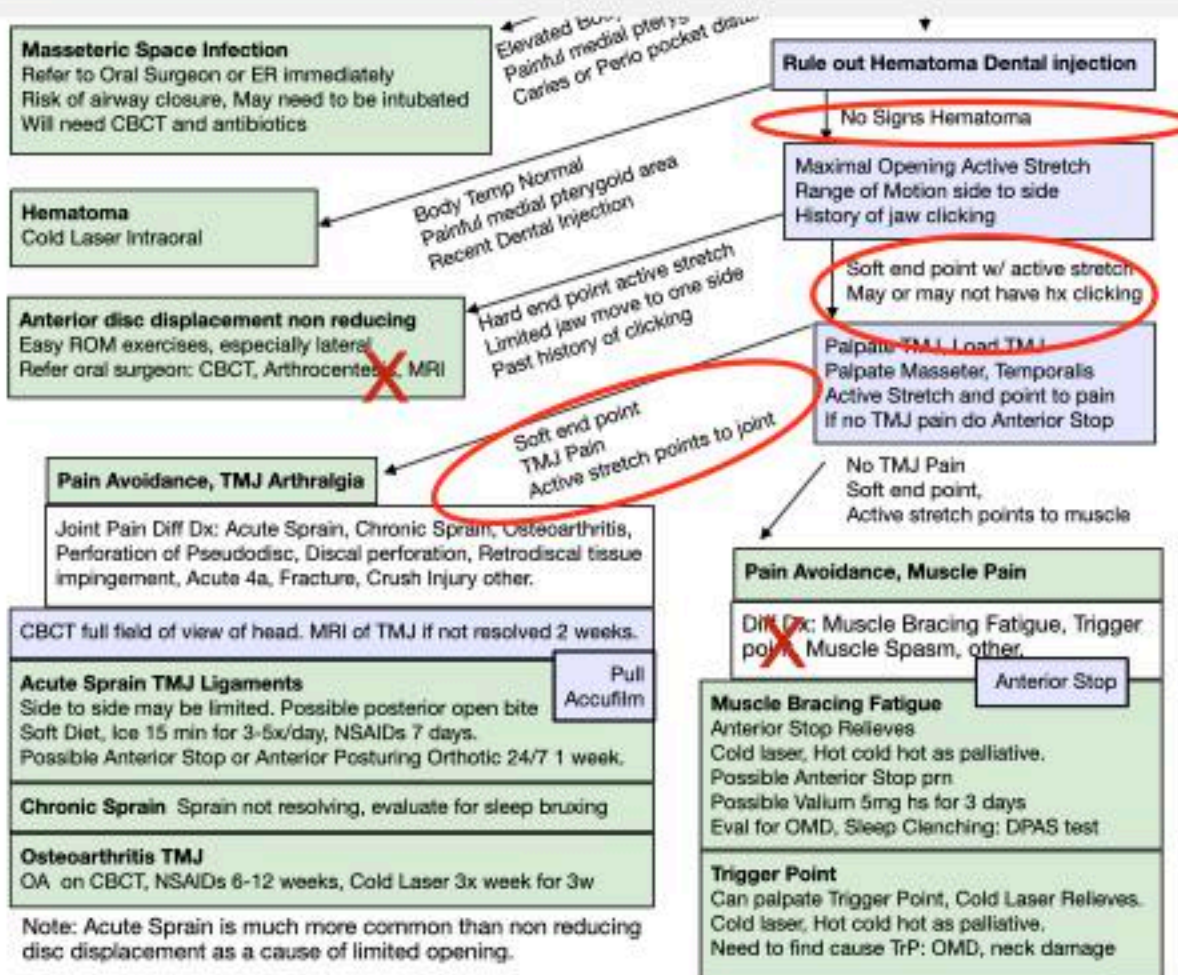 Masseteric Space Infection
Refer to Oral Surgeon or ER immediately
Risk of airway closure, May need to be intubated
Will need CBCT and antibiotics
Elevated
Painful medial
Caries or Perio pocket
Rule out Hematoma Dental injection
No Signs Hematoma
Maximal Opening Active Stretch
Range of Motion side to side
History of jaw clicking
Body Temp Normal
Painful medial pterygoid area
Recent Dental Injection
Hematoma
Cold Laser Intraoral
Hard end point active stretch
Limited jaw move to one side
Past history of clicking
Soft end point w/ active stretch
May or may not have hx clicking
Anterior disc displacement non reducing
Easy ROM exercises, especially lateral
Refer oral surgeon: CBCT, MRI
Palpate TMJ, Load TMJ
Palpate Masseter, Temporalis
Active Stretch and point to pain
If no TMJ pain do Anterior Stop
Soft end point
TMJ Pain
Active stretch points to joint
No TMJ Pain
Soft end point,
Active stretch points to muscle
Pain Avoidance, TMJ Arthralgia
Joint Pain Diff Dx: Acute Sprain, Chronic Sprain, Osteoarthritis,
Perforation of Pseudodisc, Discal perforation, Retrodiscal tissue
impingement, Acute 4a, Fracture, Crush Injury other.
CBCT full field of view of head. MRI of TMJ if not resolved 2 weeks.
Pull
Accufilm
Acute Sprain TMJ Ligaments
Side to side may be limited. Possible posterior open bite
Soft Diet, Ice 15 min for 3-5x/day, NSAIDs 7 days.
Possible Anterior Stop or Anterior Posturing Orthotic 24/7 1 week.
Chronic Sprain Sprain not resolving, evaluate for sleep bruxing
Osteoarthritis TMJ
OA on CBCT, NSAIDs 6-12 weeks, Cold Laser 3x week for 3w
Note: Acute Sprain is much more common than non reducing
disc displacement as a cause of limited opening.
Pain Avoidance, Muscle Pain
Diff Dx: Muscle Bracing Fatigue, Trigger
point, Muscle Spasm, other.
Anterior Stop
Muscle Bracing Fatigue
Anterior Stop Relieves
Cold laser, Hot cold hot as palliative.
Possible Anterior Stop prn
Possible Valium 5mg hs for 3 days
Eval for OMD, Sleep Clenching: DPAS test
Trigger Point
Can palpate Trigger Point, Cold Laser Relieves.
Cold laser, Hot cold hot as palliative.
Need to find cause TrP: OMD, neck damage